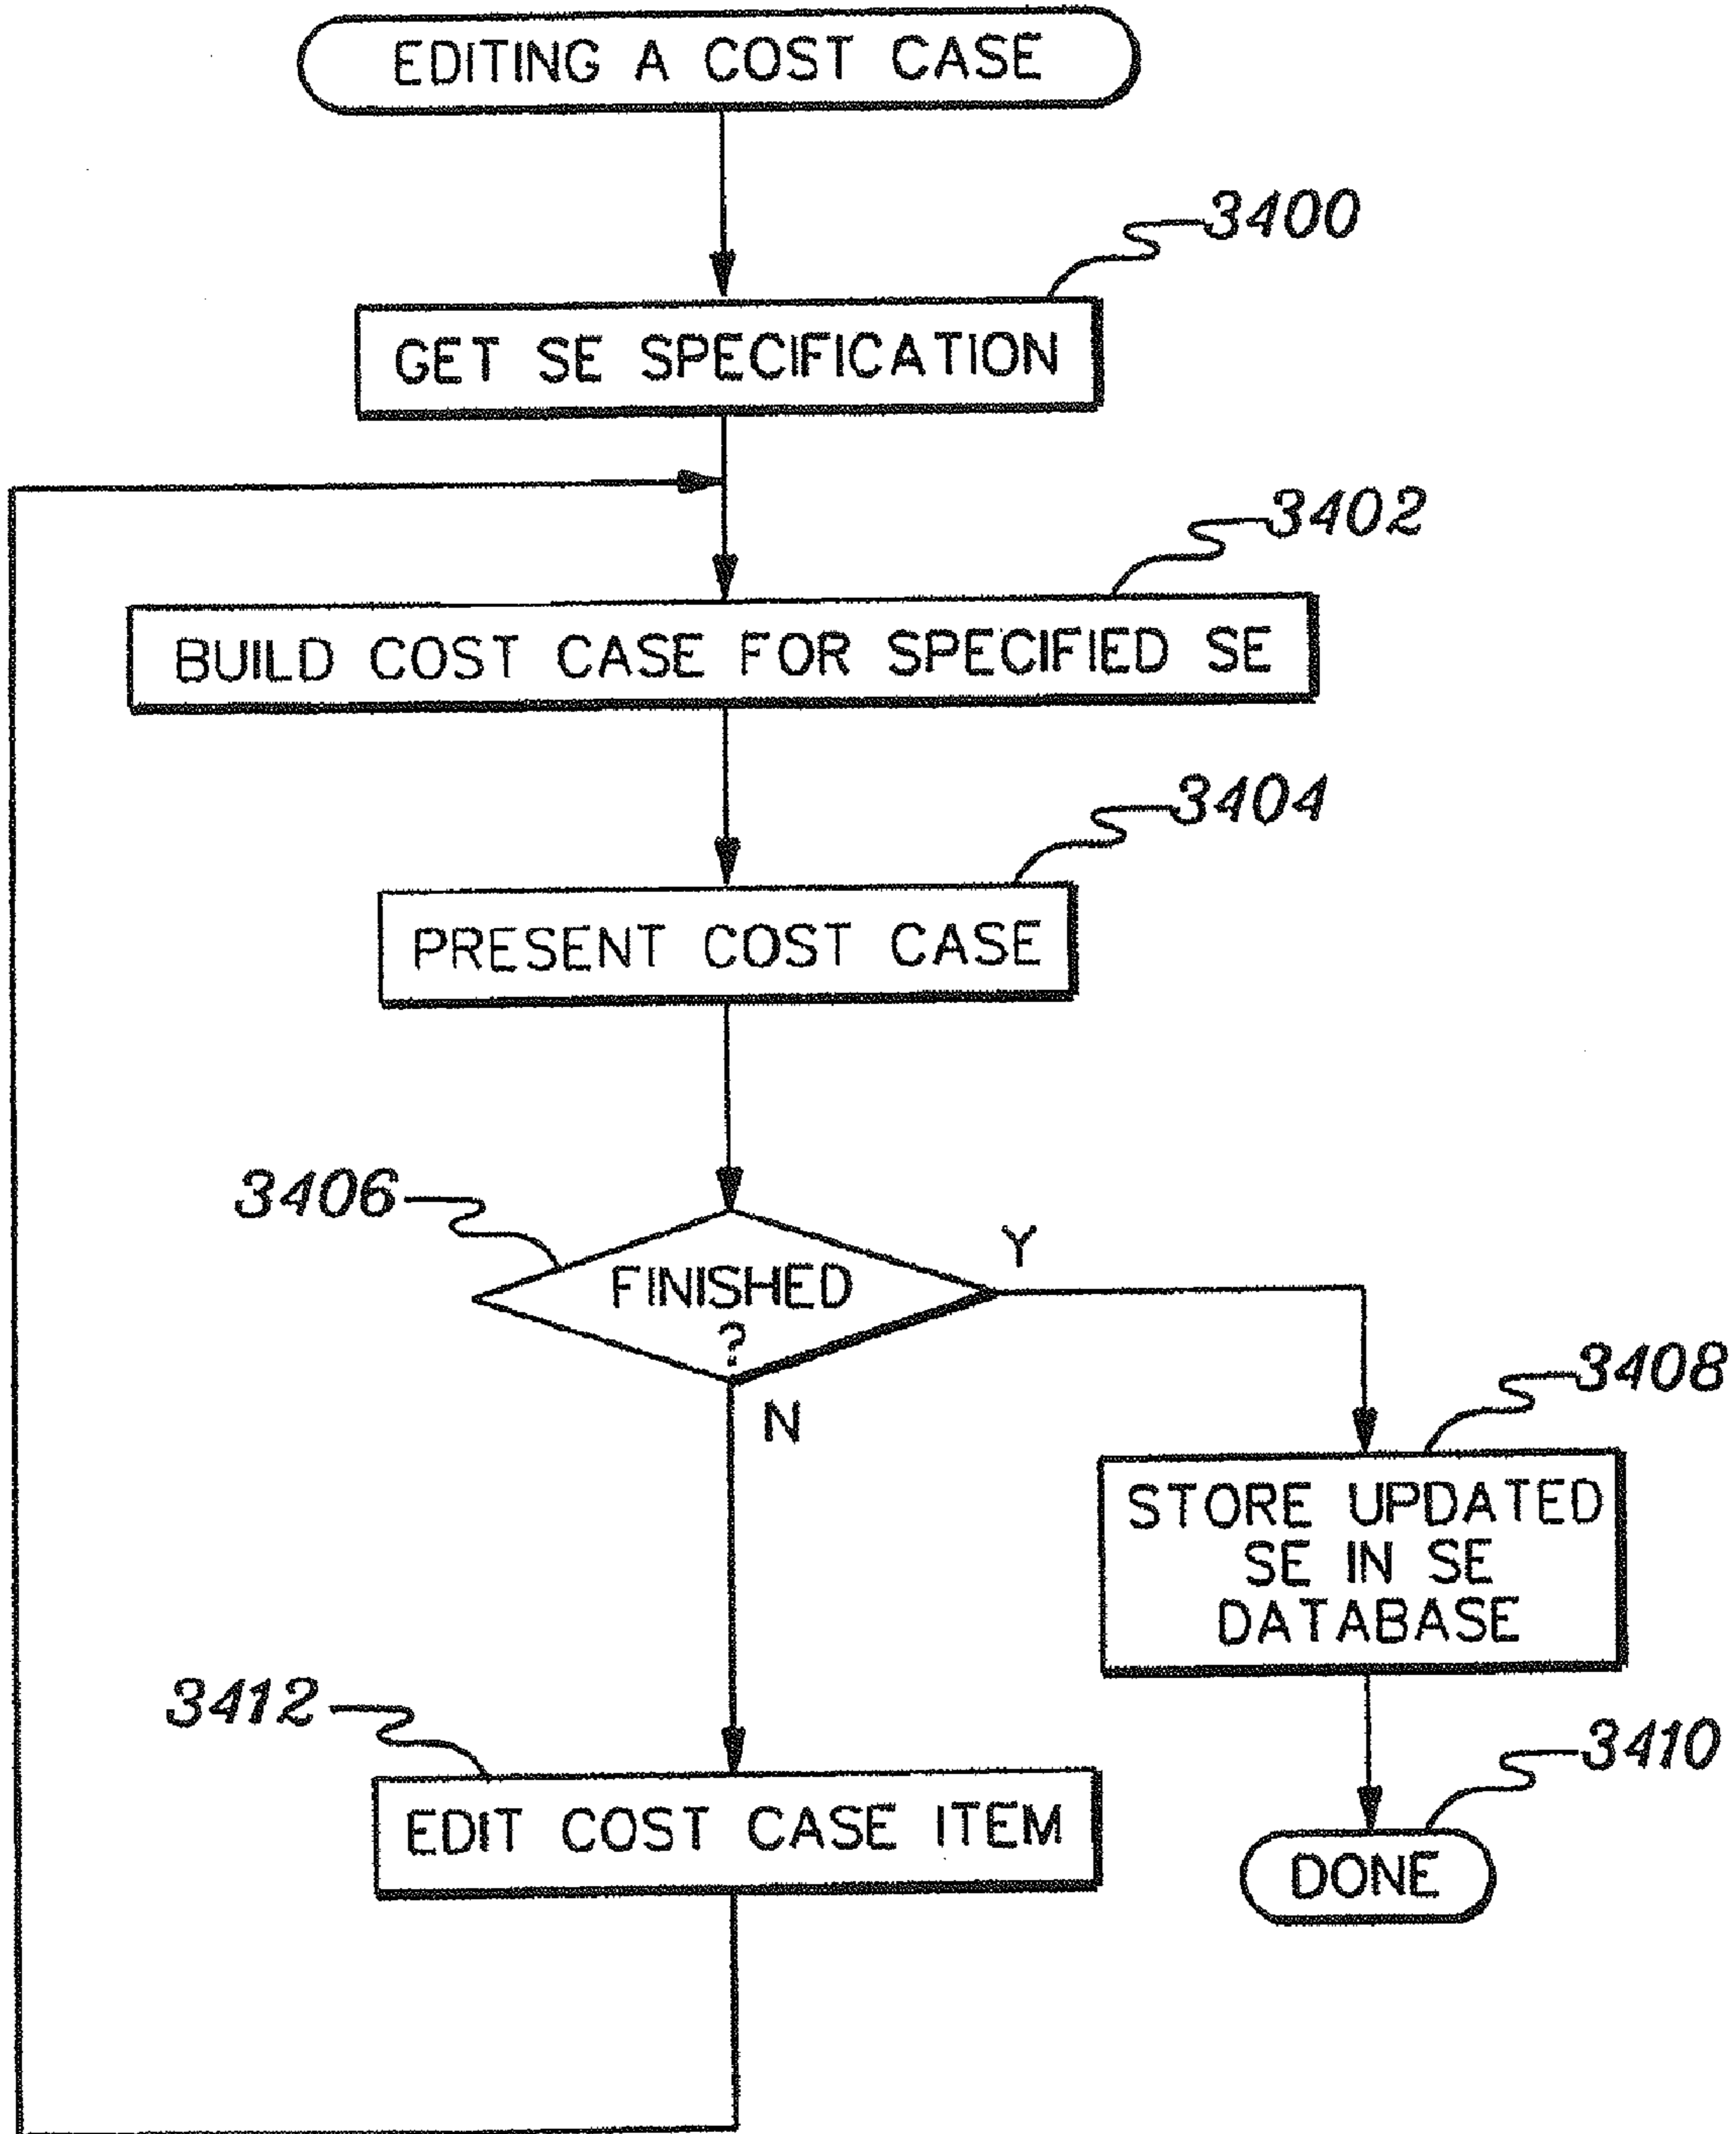 EDITING A COST CASE
3400
GET SE SPECIFICATION
3402
BUILD COST CASE FOR SPECIFIED SE
3404
PRESENT COST CASE
3406
FINISHED
?
Y
N
3408
STORE UPDATED
SE IN SE
DATABASE
3412
EDIT COST CASE ITEM
3410
DONE